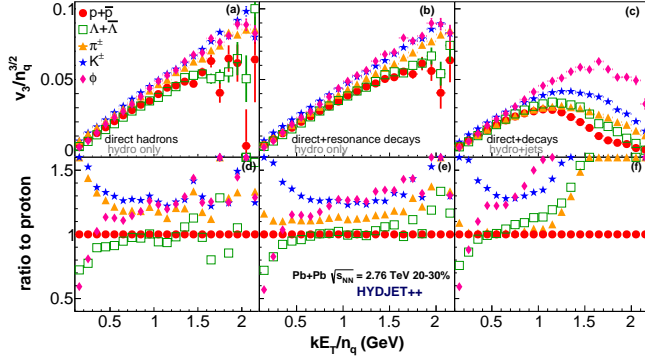 p+p̄
Λ+Λ̄
π±
K±
ϕ
(a)
(b)
(c)
v3/nq^3/2
0.1
0.05
0
direct hadrons
hydro only
direct+resonance decays
hydro only
direct+decays
hydro+jets
(d)
(e)
(f)
ratio to proton
1.5
1
0.5
Pb+Pb √sNN = 2.76 TeV 20-30%
HYDJET++
0.5 1 1.5 2 0.5 1 1.5 2 0.5 1 1.5 2
kET/nq (GeV)